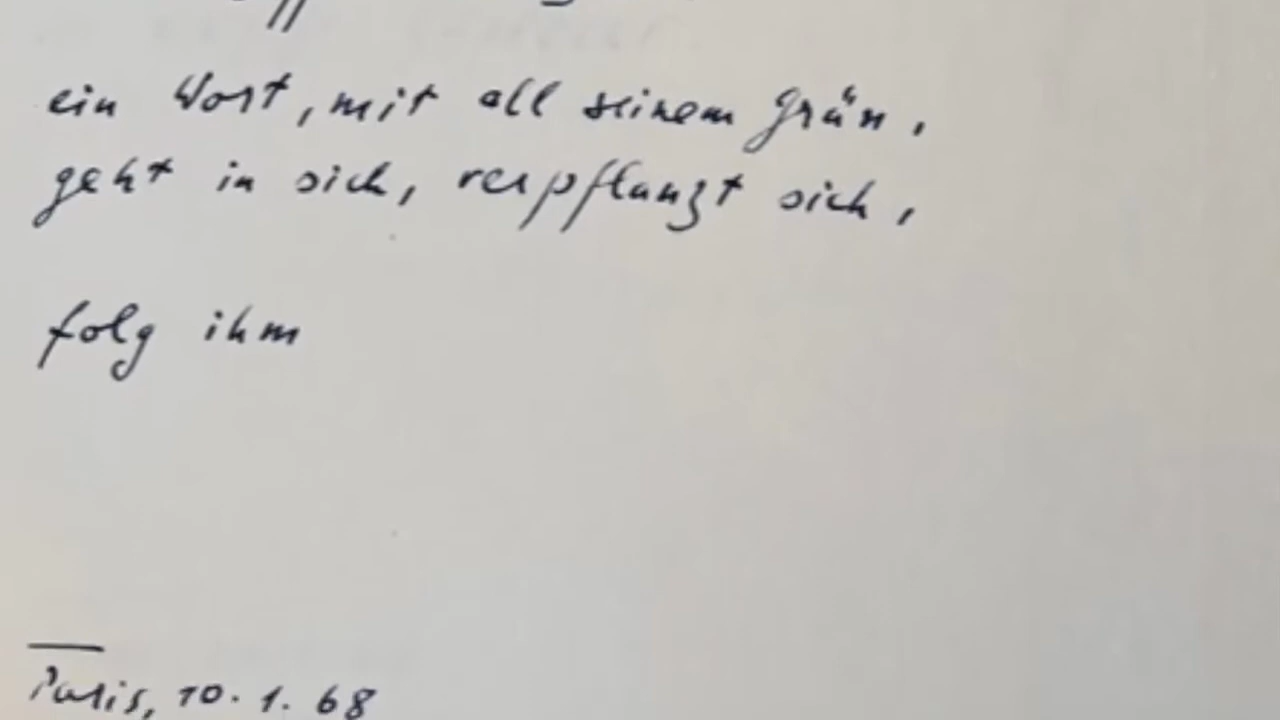 ein Wort, mit all seinem Grün,
geht in sich, verpflanzt sich,
folg ihm
Paris, 10. 1. 68